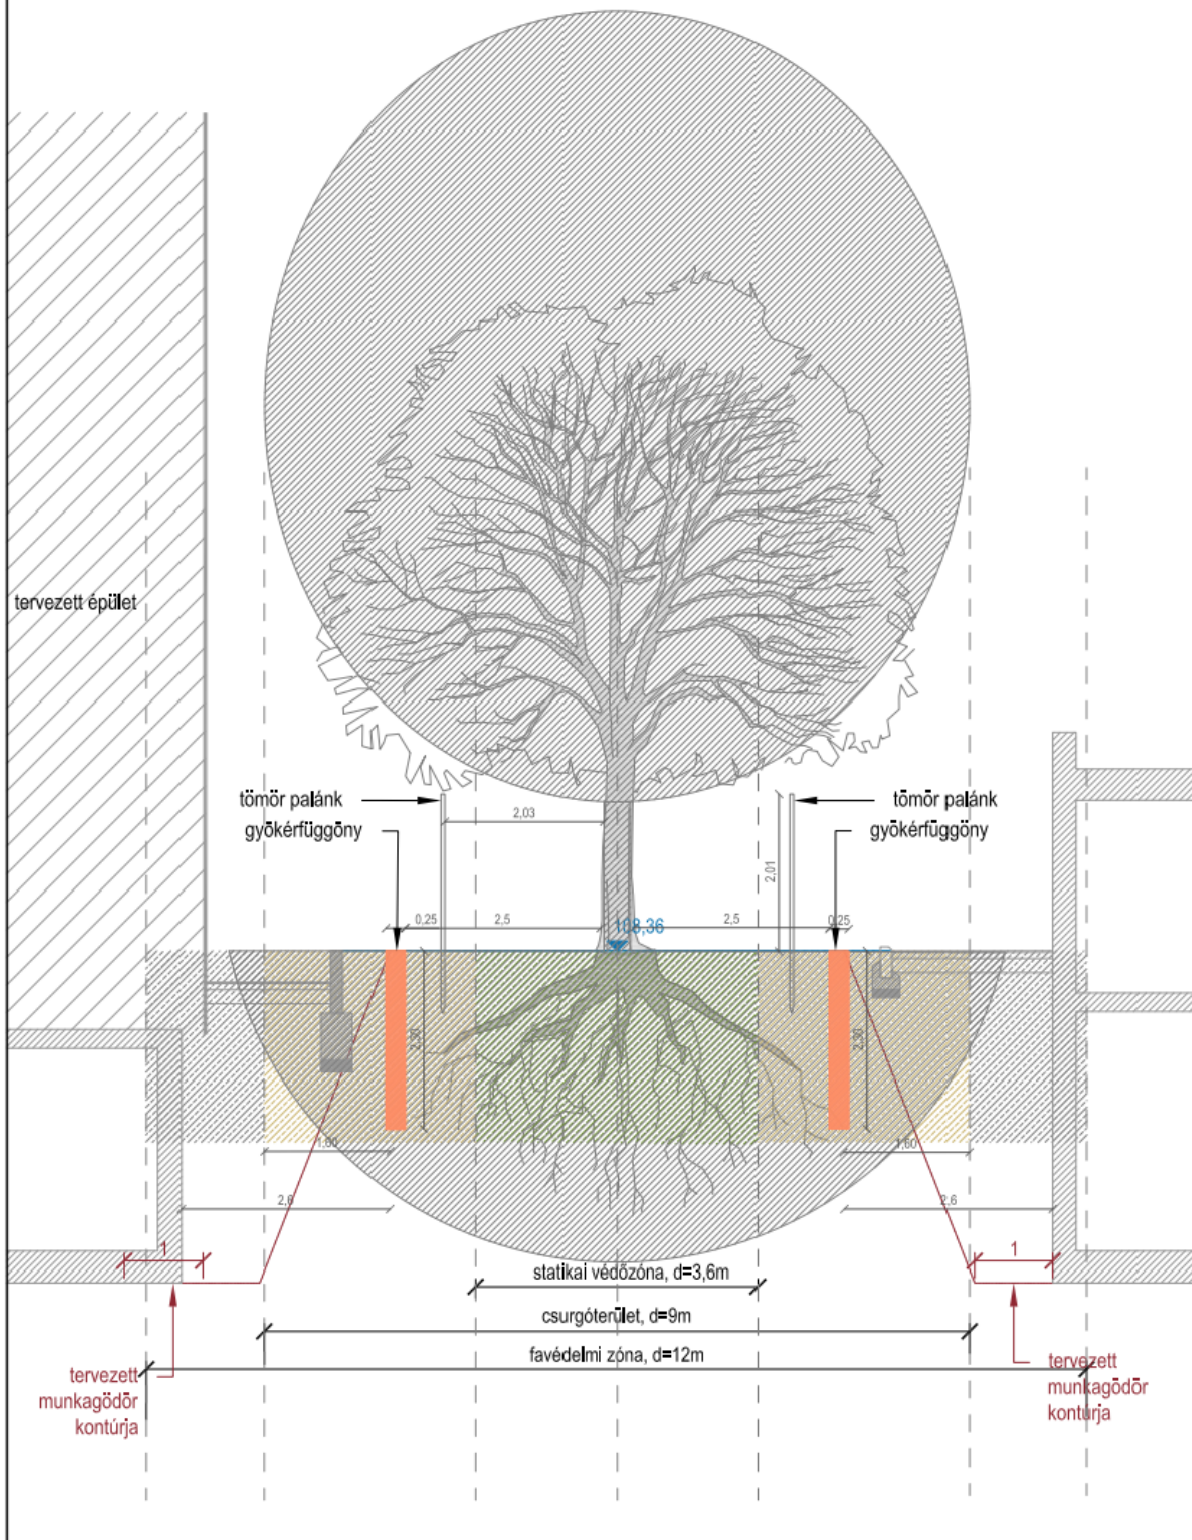 tervezett épület
tömör palánk
gyökérfüggöny
tömör palánk
gyökérfüggöny
2,03
2,01
0,25
2,5
108,36
2,5
0,25
2,30
2,30
1,60
1,60
2,6
2,6
1
1
statikai védőzóna, d=3,6m
csurgóterület, d=9m
favédelmi zóna, d=12m
tervezett
munkagödör
kontúrja
tervezett
munkagödör
kontúrja